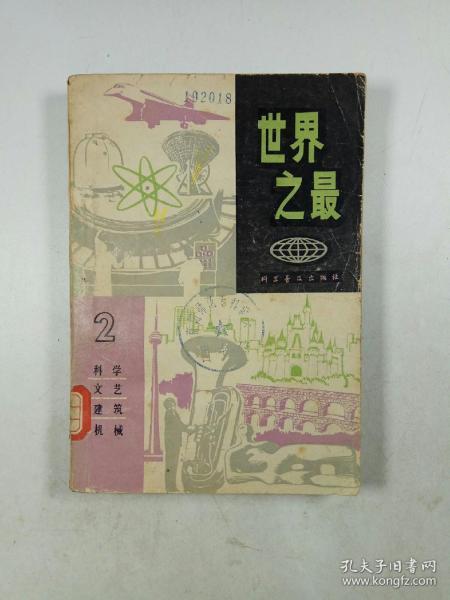 102018
世界
之最
科学普及出版社
2
科学
文艺
建筑
机械
孔夫子旧书网
www.kongfz.com